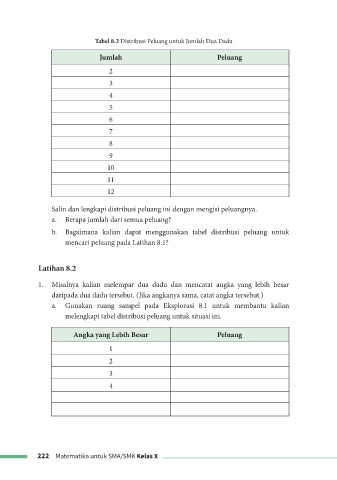 Tabel 8.2 Distribusi Peluang untuk Jumlah Dua Dadu
Jumlah Peluang
2
3
4
5
6
7
8
9
10
11
12
Salin dan lengkapi distribusi peluang ini dengan mengisi peluangnya.
a. Berapa jumlah dari semua peluang?
b. Bagaimana kalian dapat menggunakan tabel distribusi peluang untuk
mencari peluang pada Latihan 8.1?
Latihan 8.2
1. Misalnya kalian melempar dua dadu dan mencatat angka yang lebih besar
daripada dua dadu tersebut. (Jika angkanya sama, catat angka tersebut.)
a. Gunakan ruang sampel pada Eksplorasi 8.1 untuk membantu kalian
melengkapi tabel distribusi peluang untuk situasi ini.
Angka yang Lebih Besar Peluang
1
2
3
4
222 Matematika untuk SMA/SMK Kelas X